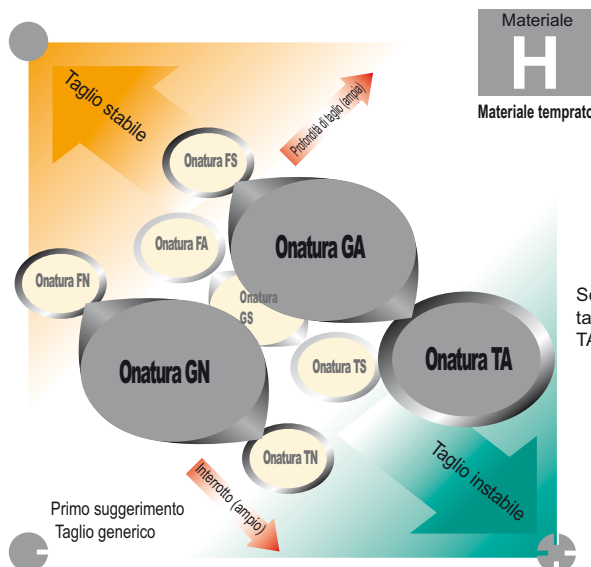 Materiale
H
Materiale temprato
Taglio stabile
Profondità di taglio (ampia)
Onatura FS
Onatura FA
Onatura GA
Onatura FN
Onatura
GS
Onatura GN
Onatura TS
Onatura TA
Onatura TN
Interrotto (ampio)
Taglio instabile
Primo suggerimento
Taglio generico